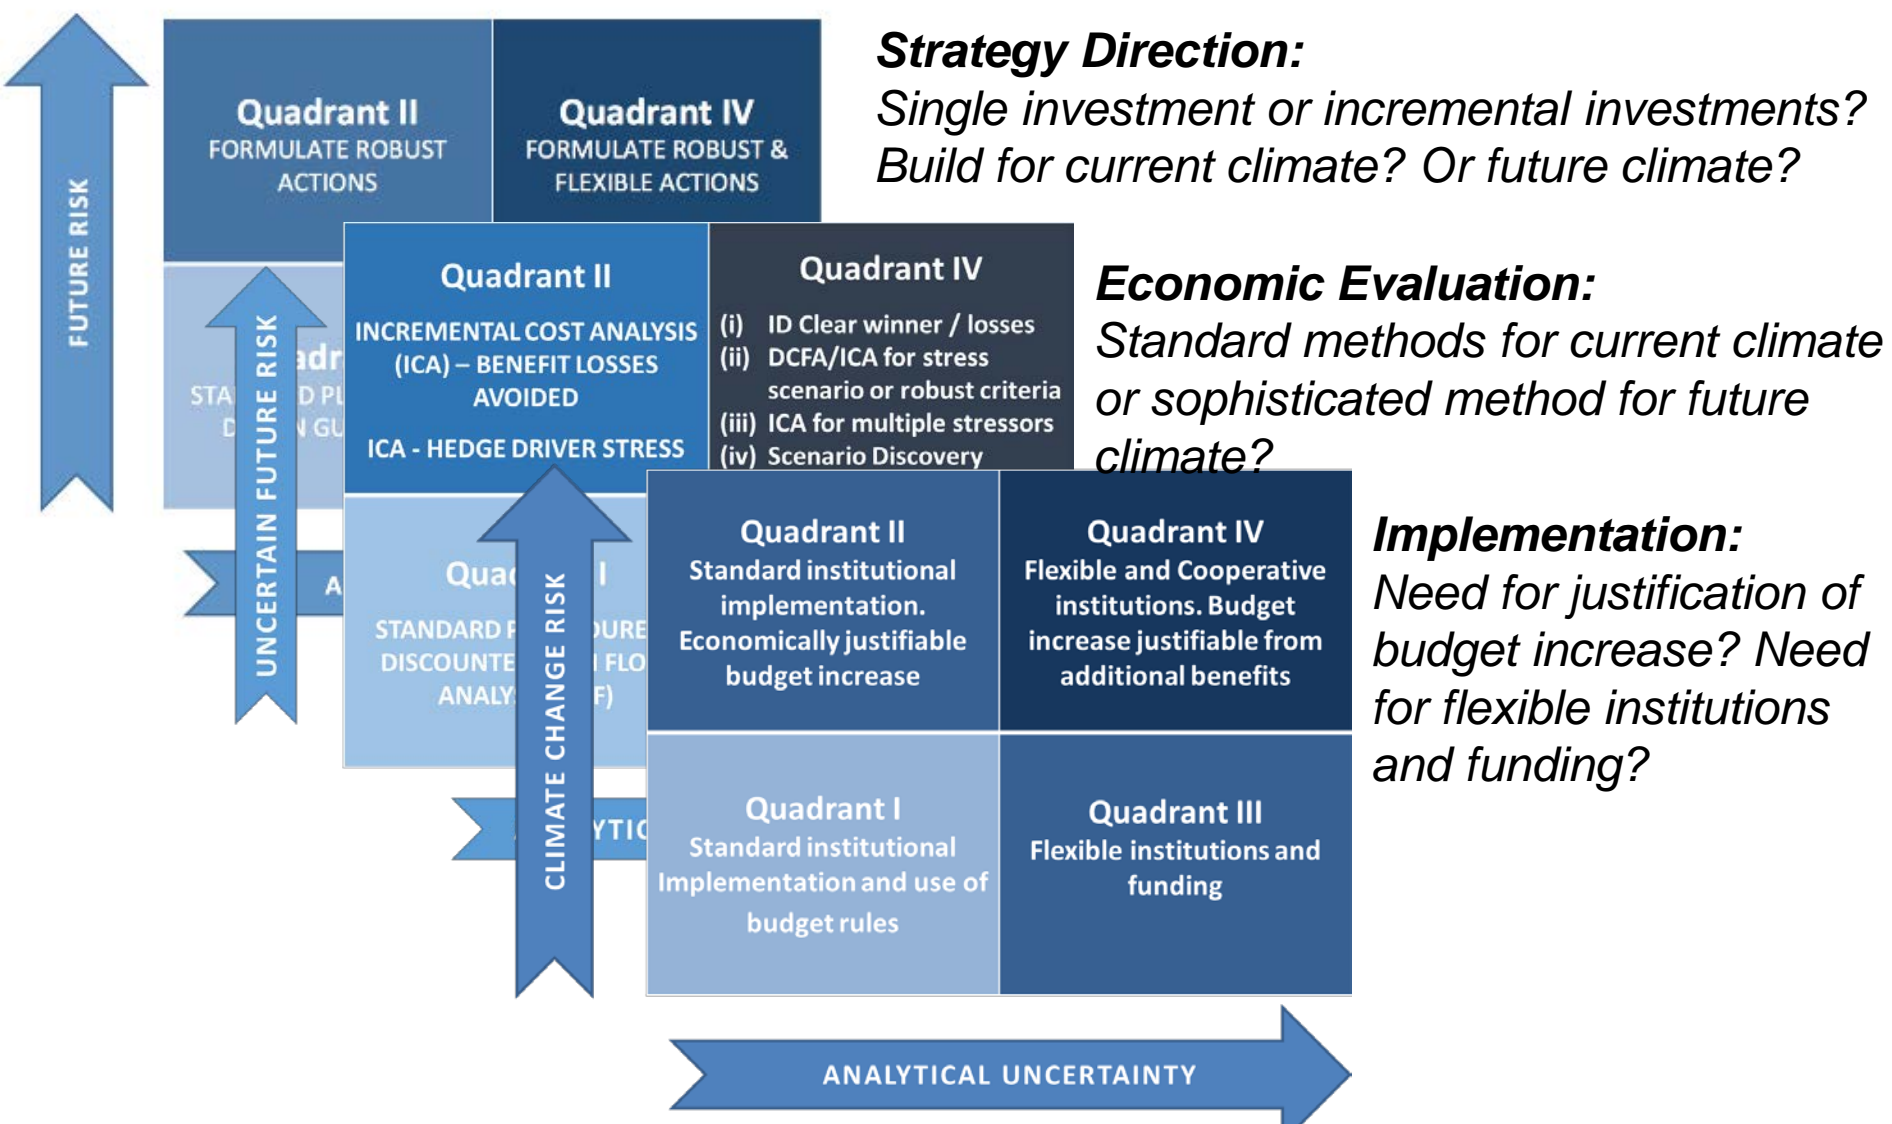 FUTURE RISK
Quadrant II
FORMULATE ROBUST
ACTIONS
Quadrant IV
FORMULATE ROBUST &
FLEXIBLE ACTIONS
Strategy Direction:
Single investment or incremental investments?
Build for current climate? Or future climate?
UNCERTAIN FUTURE RISK
Quadrant II
INCREMENTAL COST ANALYSIS
(ICA) – BENEFIT LOSSES
AVOIDED
ICA - HEDGE DRIVER STRESS
Quadrant IV
(i) ID Clear winner / losses
(ii) DCFA/ICA for stress
scenario or robust criteria
(iii) ICA for multiple stressors
(iv) Scenario Discovery
I
STANDARD
Economic Evaluation:
Standard methods for current climate
or sophisticated method for future
climate?
CLIMATE CHANGE RISK
Quadrant II
Standard institutional
implementation.
Economically justifiable
budget increase
Quadrant IV
Flexible and Cooperative
institutions. Budget
increase justifiable from
additional benefits
Quadrant I
Standard institutional
Implementation and use of
budget rules
Quadrant III
Flexible institutions and
funding
Implementation:
Need for justification of
budget increase? Need
for flexible institutions
and funding?
ANALYTICAL UNCERTAINTY